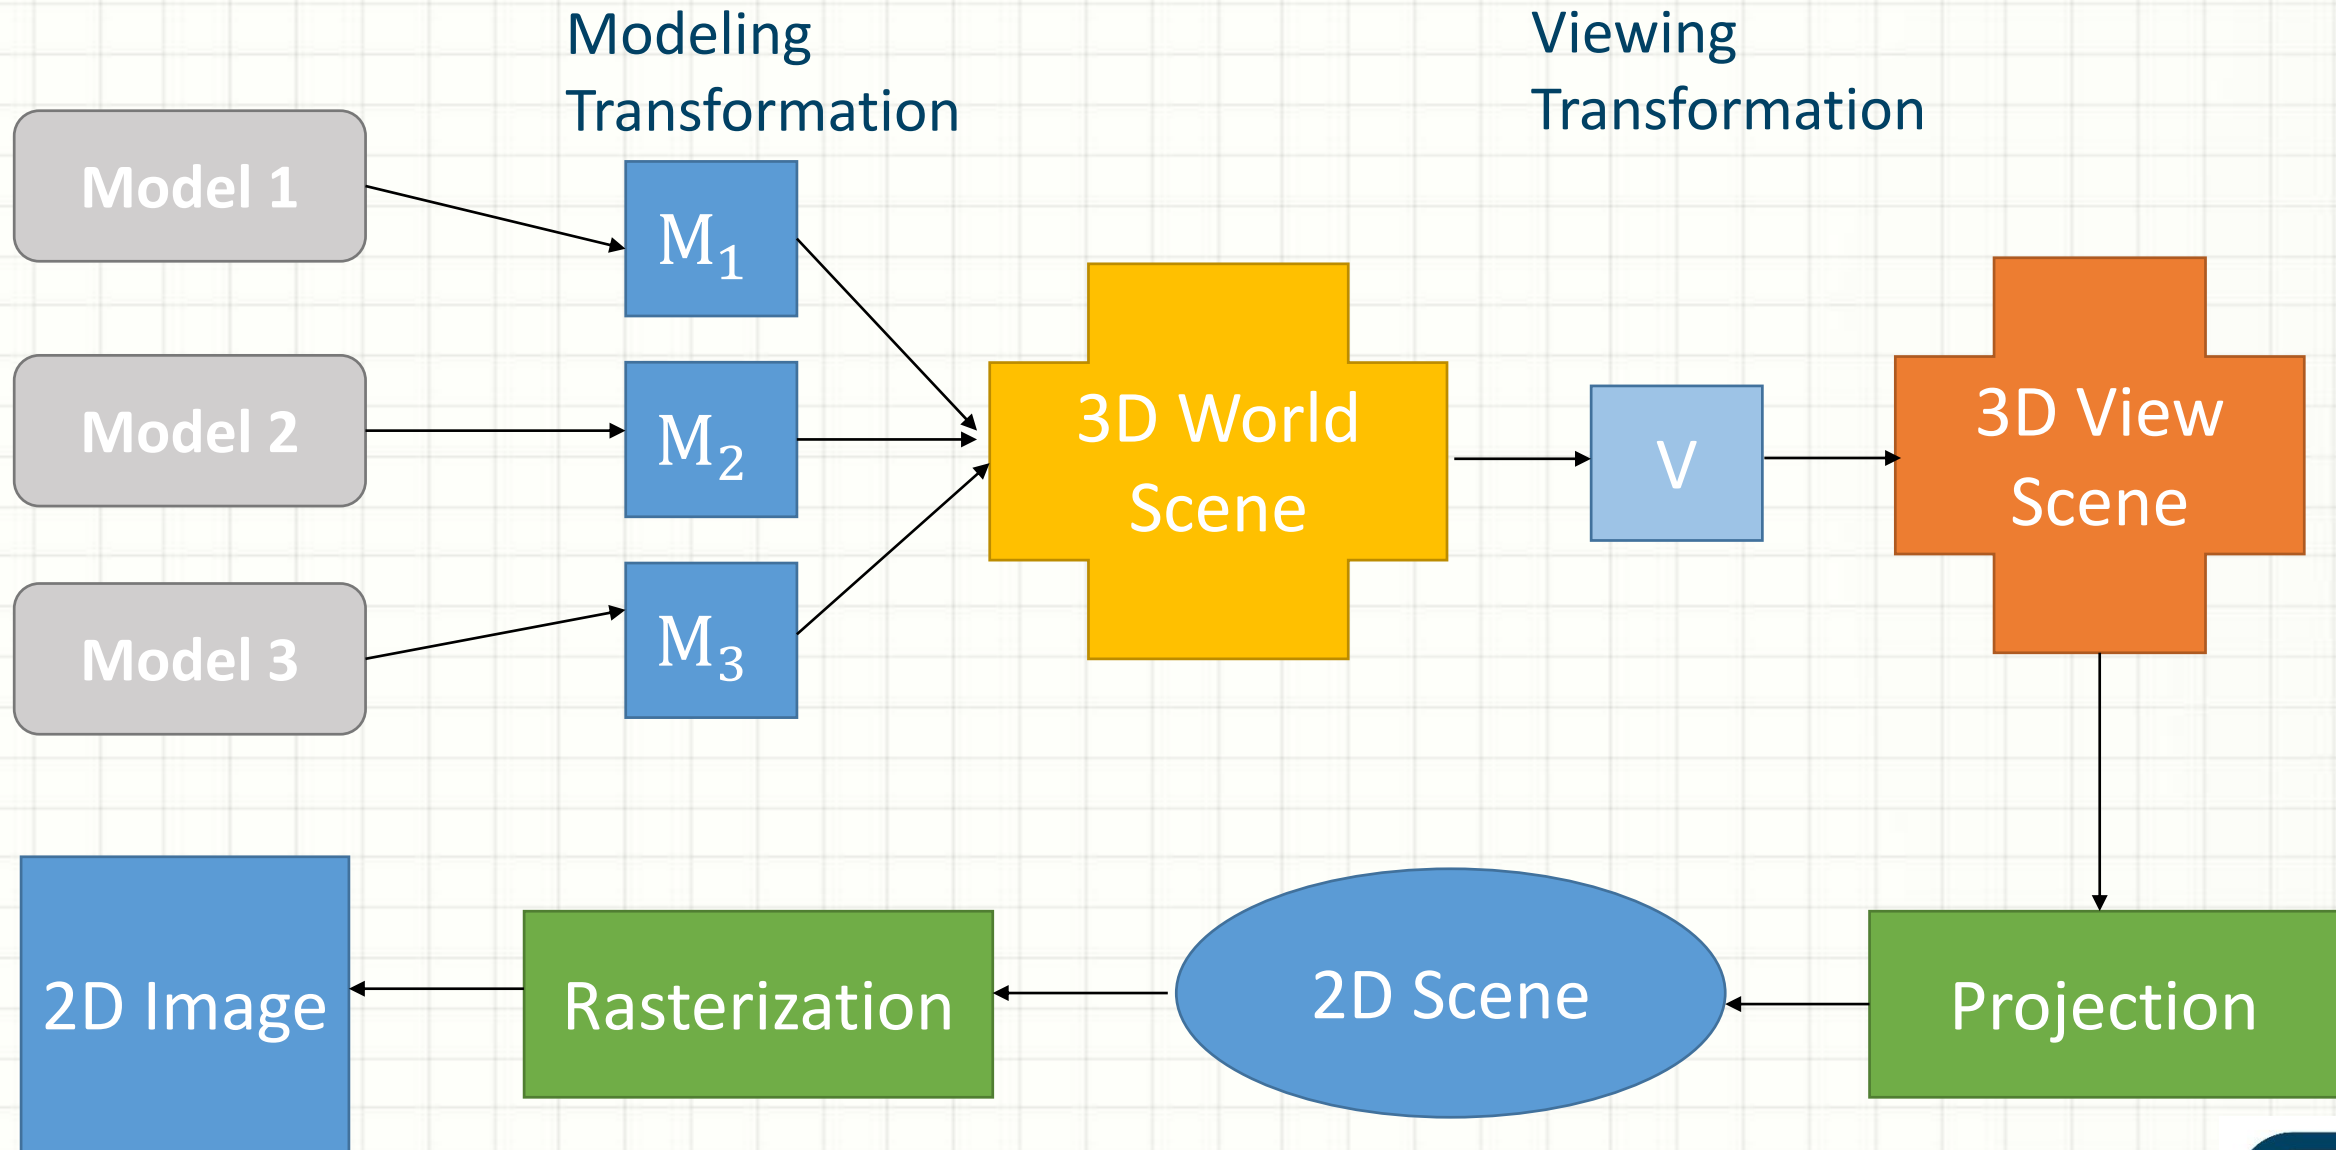 Modeling
Transformation
Viewing
Transformation
Model 1
M₁
Model 2
M₂
Model 3
M₃
3D World
Scene
V
3D View
Scene
2D Image
Rasterization
2D Scene
Projection